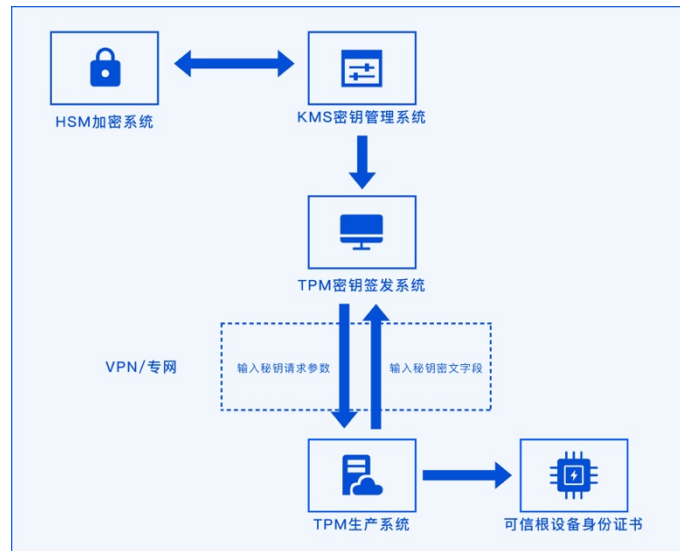 HSM加密系统
KMS密钥管理系统
TPM密钥签发系统
VPN/专网
输入秘钥请求参数
输入秘钥密文字段
TPM生产系统
可信根设备身份证书